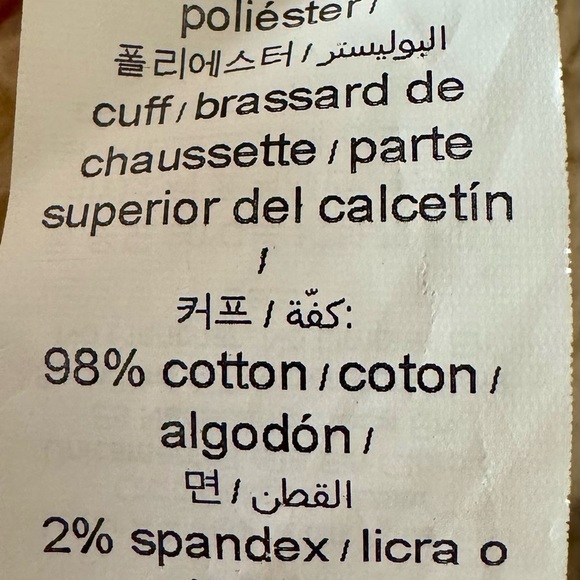 poliéster /
폴리에스터 / البوليستر
cuff / brassard de
chaussette / parte
superior del calcetín
/
커프 / كفّة:
98% cotton / coton /
algodón /
면 / القطن
2% spandex / licra o